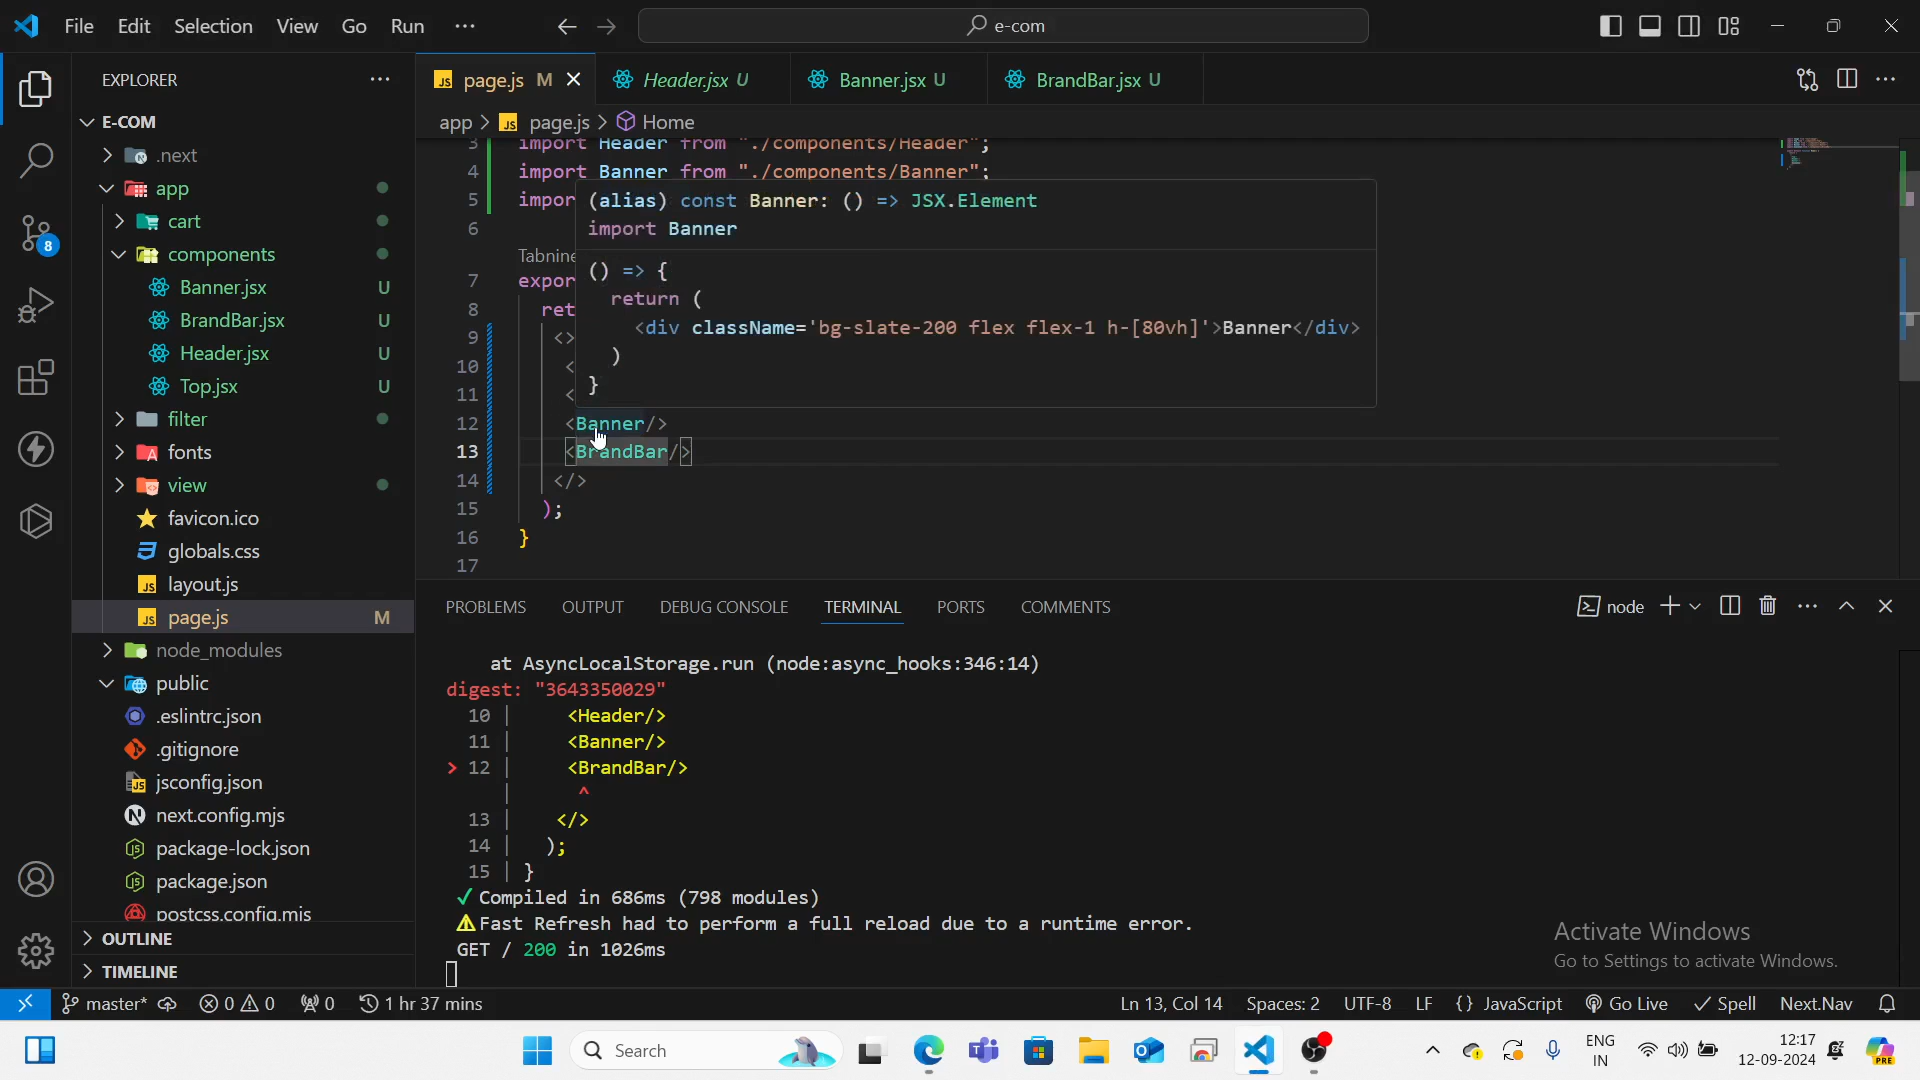 File Edit Selection View Go Run ··· e-com
EXPLORER ···
page.js M Header.jsx U Banner.jsx U BrandBar.jsx U
app > page.js > Home
E-COM
.next
app
cart
components
Banner.jsx U
BrandBar.jsx U
Header.jsx U
Top.jsx U
filter
fonts
view
favicon.ico
globals.css
layout.js
page.js M
node_modules
public
.eslintrc.json
.gitignore
jsconfig.json
next.config.mjs
package-lock.json
package.json
postcss.config.mjs
OUTLINE
TIMELINE
3 import Header from "./components/Header";
4 import Banner from "./components/Banner";
5 impor
6
Tabnine
7 expor
8 ret
9 <>
10 <
11 <
12 <Banner/>
13 <BrandBar/>
14 </>
15 );
16 }
17
(alias) const Banner: () => JSX.Element
import Banner
() => {
return (
<div className='bg-slate-200 flex flex-1 h-[80vh]'>Banner</div>
)
}
PROBLEMS OUTPUT DEBUG CONSOLE TERMINAL PORTS COMMENTS node
at AsyncLocalStorage.run (node:async_hooks:346:14)
digest: "3643350029"
10 | <Header/>
11 | <Banner/>
> 12 | <BrandBar/>
| ^
13 | </>
14 | );
15 | }
✓ Compiled in 686ms (798 modules)
⚠ Fast Refresh had to perform a full reload due to a runtime error.
GET / 200 in 1026ms
Activate Windows
Go to Settings to activate Windows.
8
master* 0 0 0 1 hr 37 mins Ln 13, Col 14 Spaces: 2 UTF-8 LF {} JavaScript Go Live Spell Next.Nav
Search ENG IN 12:17 12-09-2024 PRE